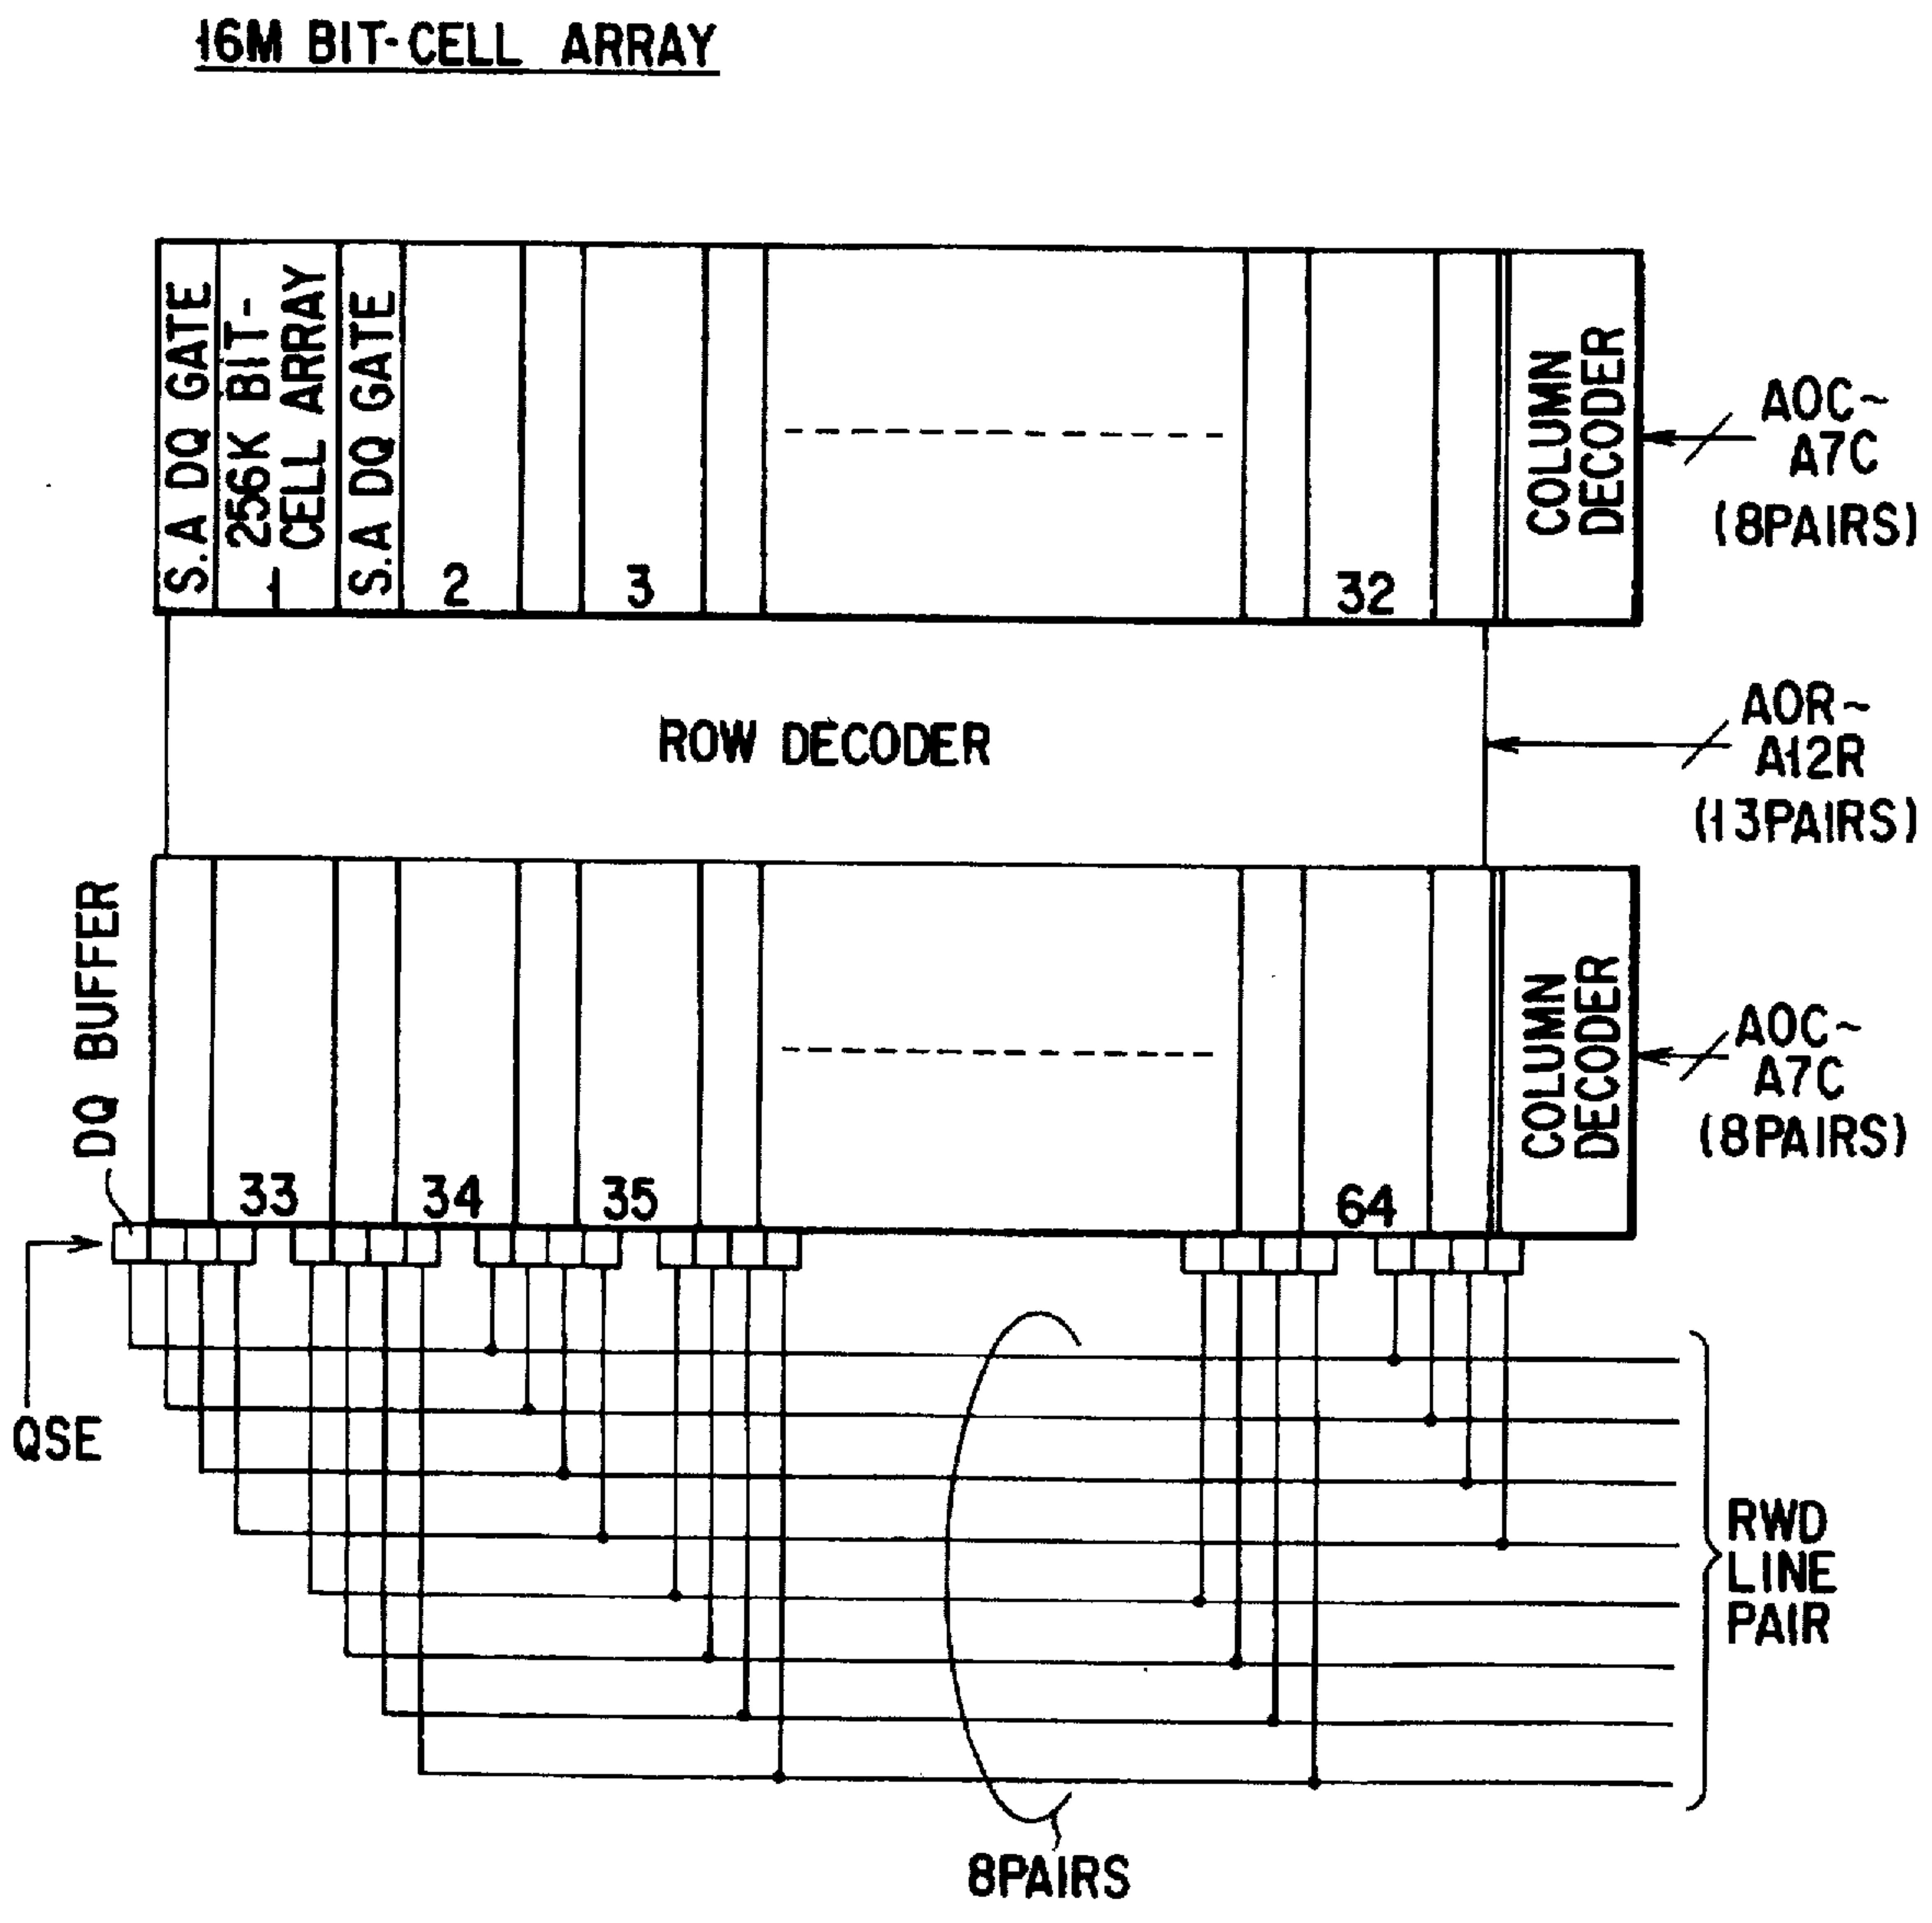 16M BIT-CELL ARRAY
S.A DQ GATE
256K BIT-
CELL ARRAY
S.A DQ GATE
1
2
3
32
COLUMN
DECODER
A0C~
A7C
(8PAIRS)
ROW DECODER
A0R~
A12R
(13PAIRS)
DQ BUFFER
33
34
35
64
COLUMN
DECODER
A0C~
A7C
(8PAIRS)
QSE
RWD
LINE
PAIR
8PAIRS